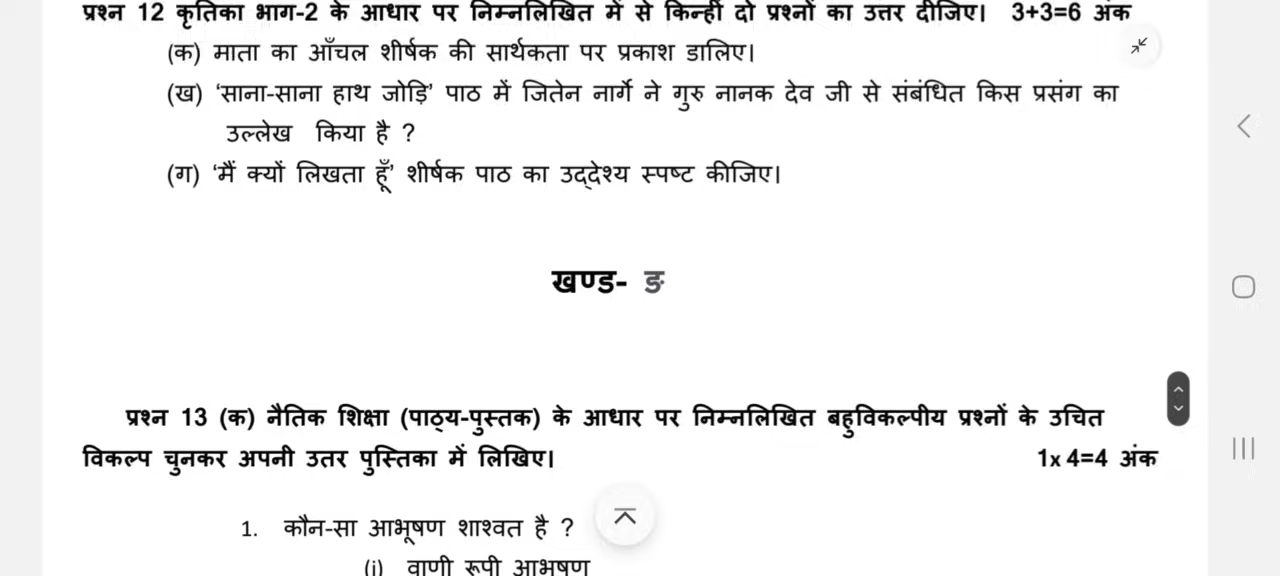 प्रश्न 12 कृतिका भाग-2 के आधार पर निम्नलिखित में से किन्हीं दो प्रश्नों का उत्तर दीजिए। 3+3=6 अंक
(क) माता का आँचल शीर्षक की सार्थकता पर प्रकाश डालिए।
(ख) ‘साना-साना हाथ जोड़ि’ पाठ में जितेन नार्गे ने गुरु नानक देव जी से संबंधित किस प्रसंग का
उल्लेख किया है ?
(ग) ‘मैं क्यों लिखता हूँ’ शीर्षक पाठ का उद्देश्य स्पष्ट कीजिए।
खण्ड- ङ
प्रश्न 13 (क) नैतिक शिक्षा (पाठ्य-पुस्तक) के आधार पर निम्नलिखित बहुविकल्पीय प्रश्नों के उचित
विकल्प चुनकर अपनी उतर पुस्तिका में लिखिए। 1x 4=4 अंक
1. कौन-सा आभूषण शाश्वत है ?
(i) वाणी रूपी आभूषण